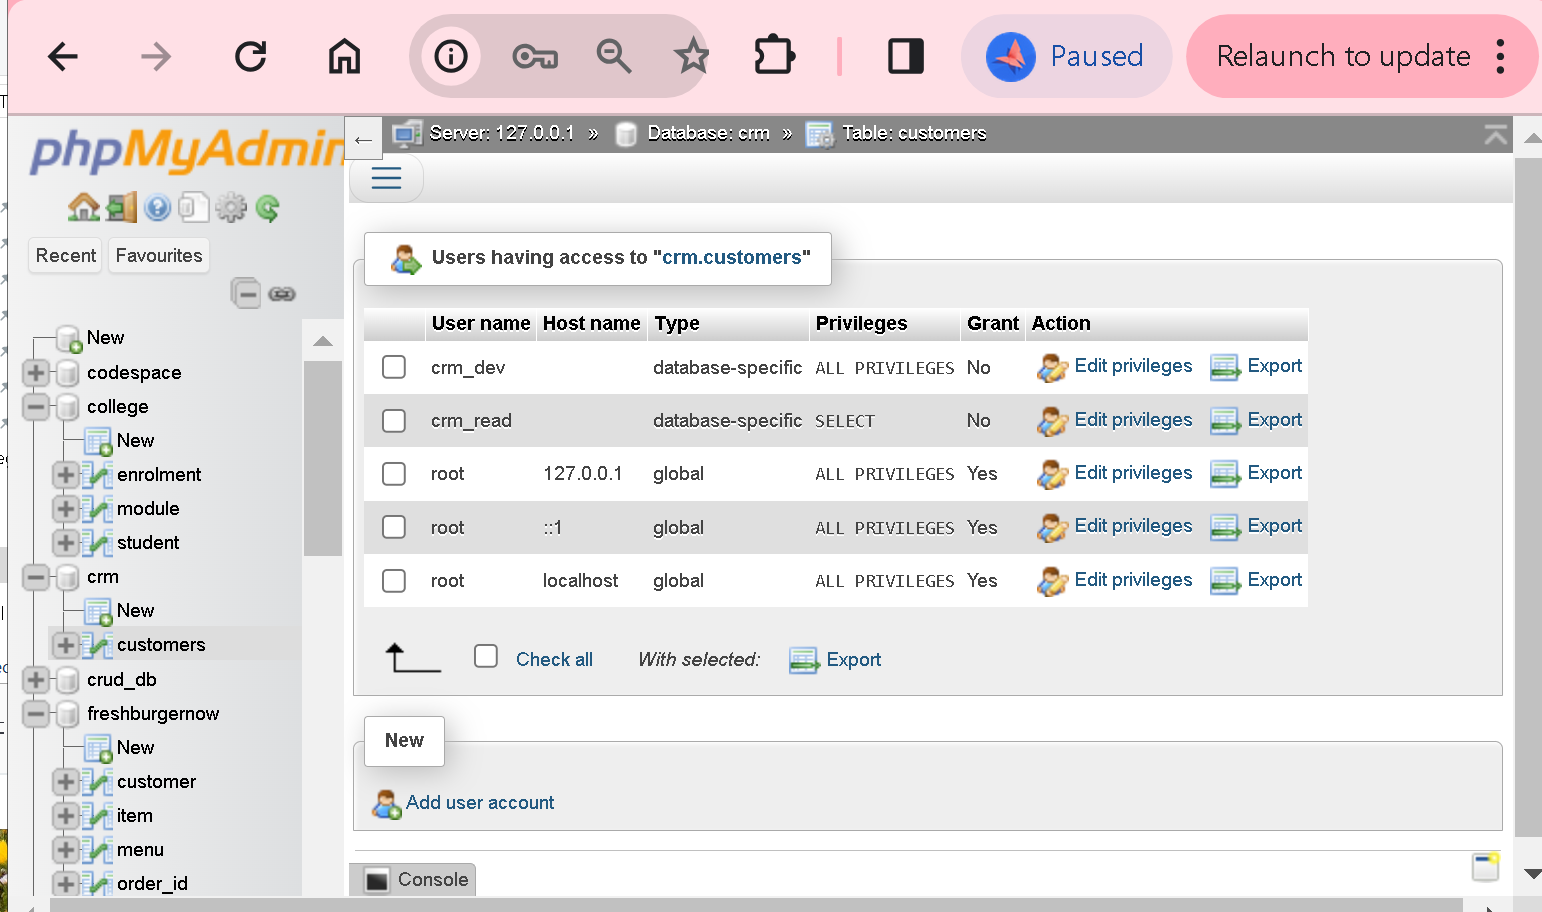 Paused
Relaunch to update
phpMyAdmin
Server: 127.0.0.1 » Database: crm » Table: customers
Recent
Favourites
New
codespace
college
New
enrolment
module
student
crm
New
customers
crud_db
freshburgernow
New
customer
item
menu
order_id
Users having access to "crm.customers"
User name Host name Type Privileges Grant Action
crm_dev database-specific ALL PRIVILEGES No Edit privileges Export
crm_read database-specific SELECT No Edit privileges Export
root 127.0.0.1 global ALL PRIVILEGES Yes Edit privileges Export
root ::1 global ALL PRIVILEGES Yes Edit privileges Export
root localhost global ALL PRIVILEGES Yes Edit privileges Export
Check all With selected: Export
New
Add user account
Console